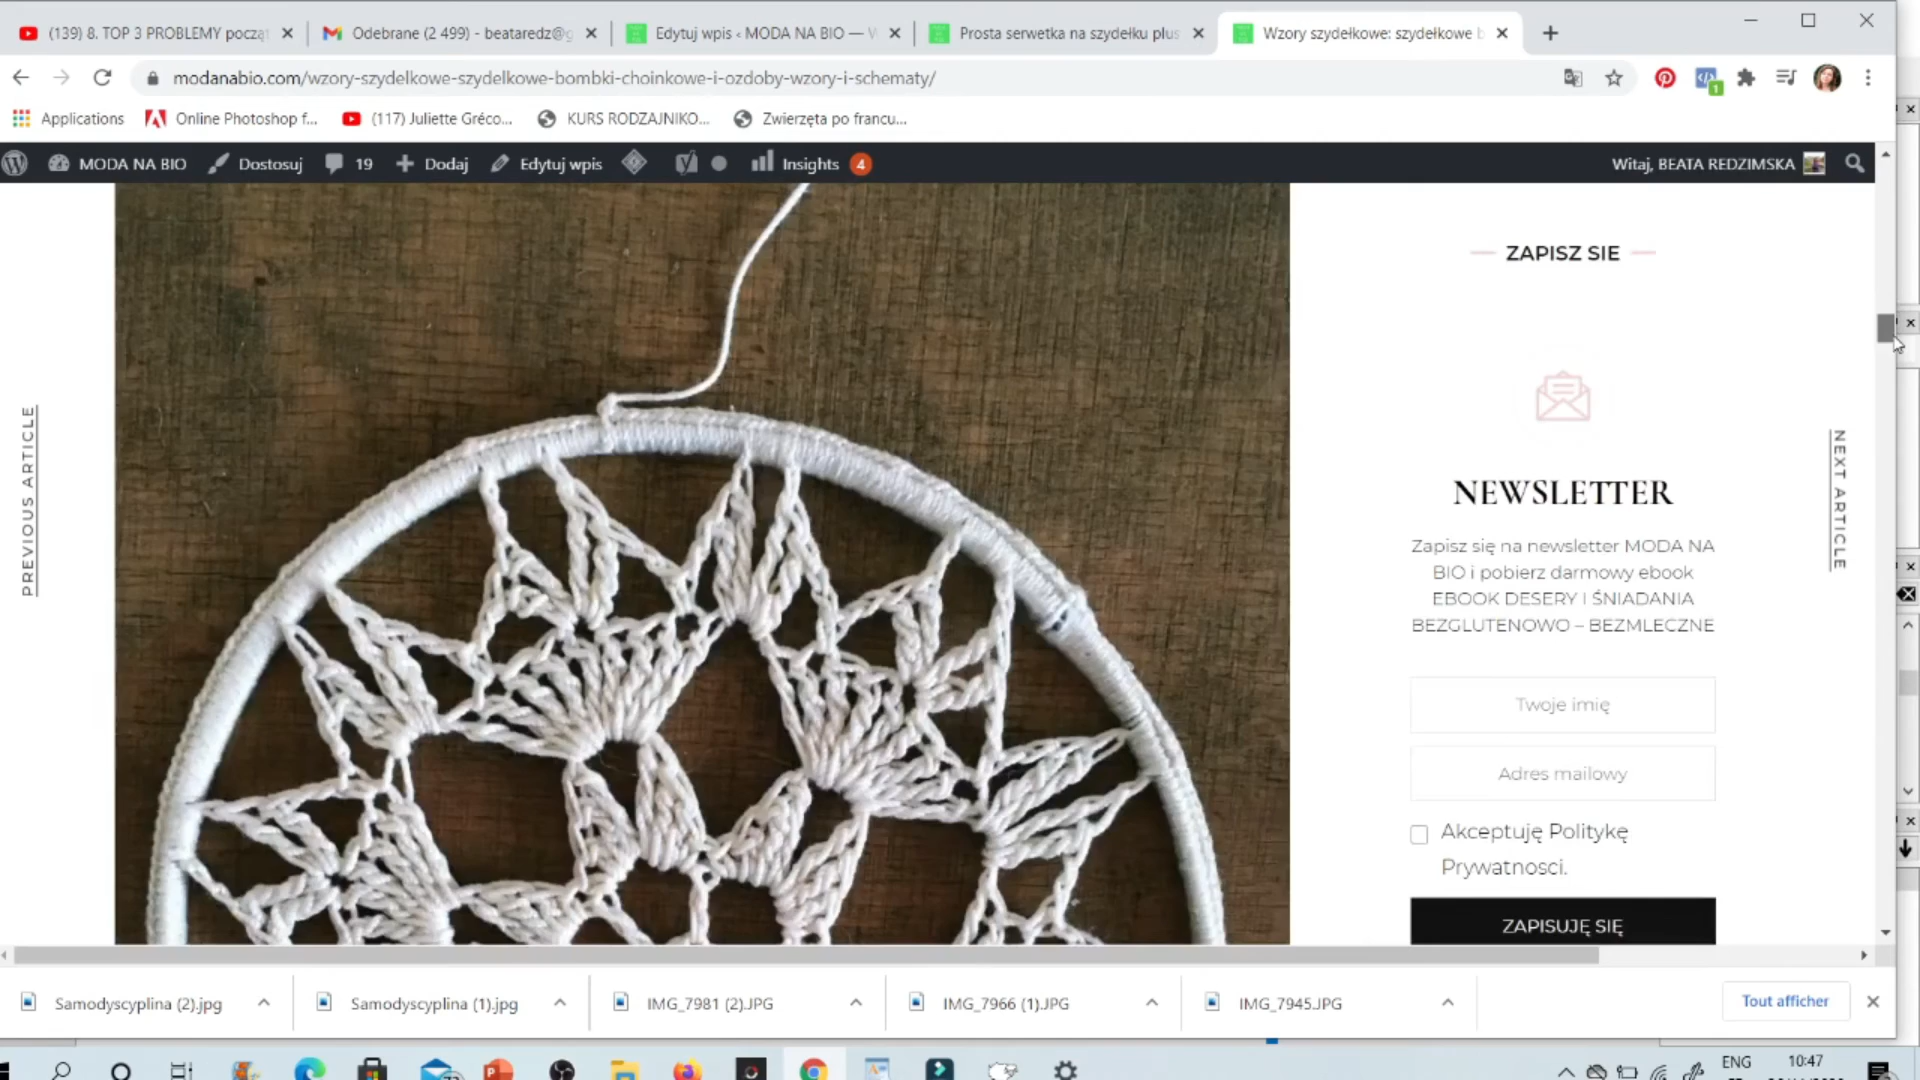 (139) 8. TOP 3 PROBLEMY począt
Odebrane (2 499) - beataredz@g
Edytuj wpis ‹ MODA NA BIO — W
Prosta serwetka na szydełku plus
Wzory szydełkowe: szydełkowe b
modanabio.com/wzory-szydelkowe-szydelkowe-bombki-choinkowe-i-ozdoby-wzory-i-schematy/
1
Applications
Online Photoshop f...
(117) Juliette Gréco...
KURS RODZAJNIKO...
Zwierzęta po francu...
MODA NA BIO
Dostosuj
19
Dodaj
Edytuj wpis
Insights
4
Witaj, BEATA REDZIMSKA
PREVIOUS ARTICLE
ZAPISZ SIE
NEWSLETTER
Zapisz się na newsletter MODA NA
BIO i pobierz darmowy ebook
EBOOK DESERY I ŚNIADANIA
BEZGLUTENOWO – BEZMLECZNE
Twoje imię
Adres mailowy
Akceptuję Politykę
Prywatnosci.
ZAPISUJĘ SIĘ
NEXT ARTICLE
Samodyscyplina (2).jpg
Samodyscyplina (1).jpg
IMG_7981 (2).JPG
IMG_7966 (1).JPG
IMG_7945.JPG
Tout afficher
ENG
10:47